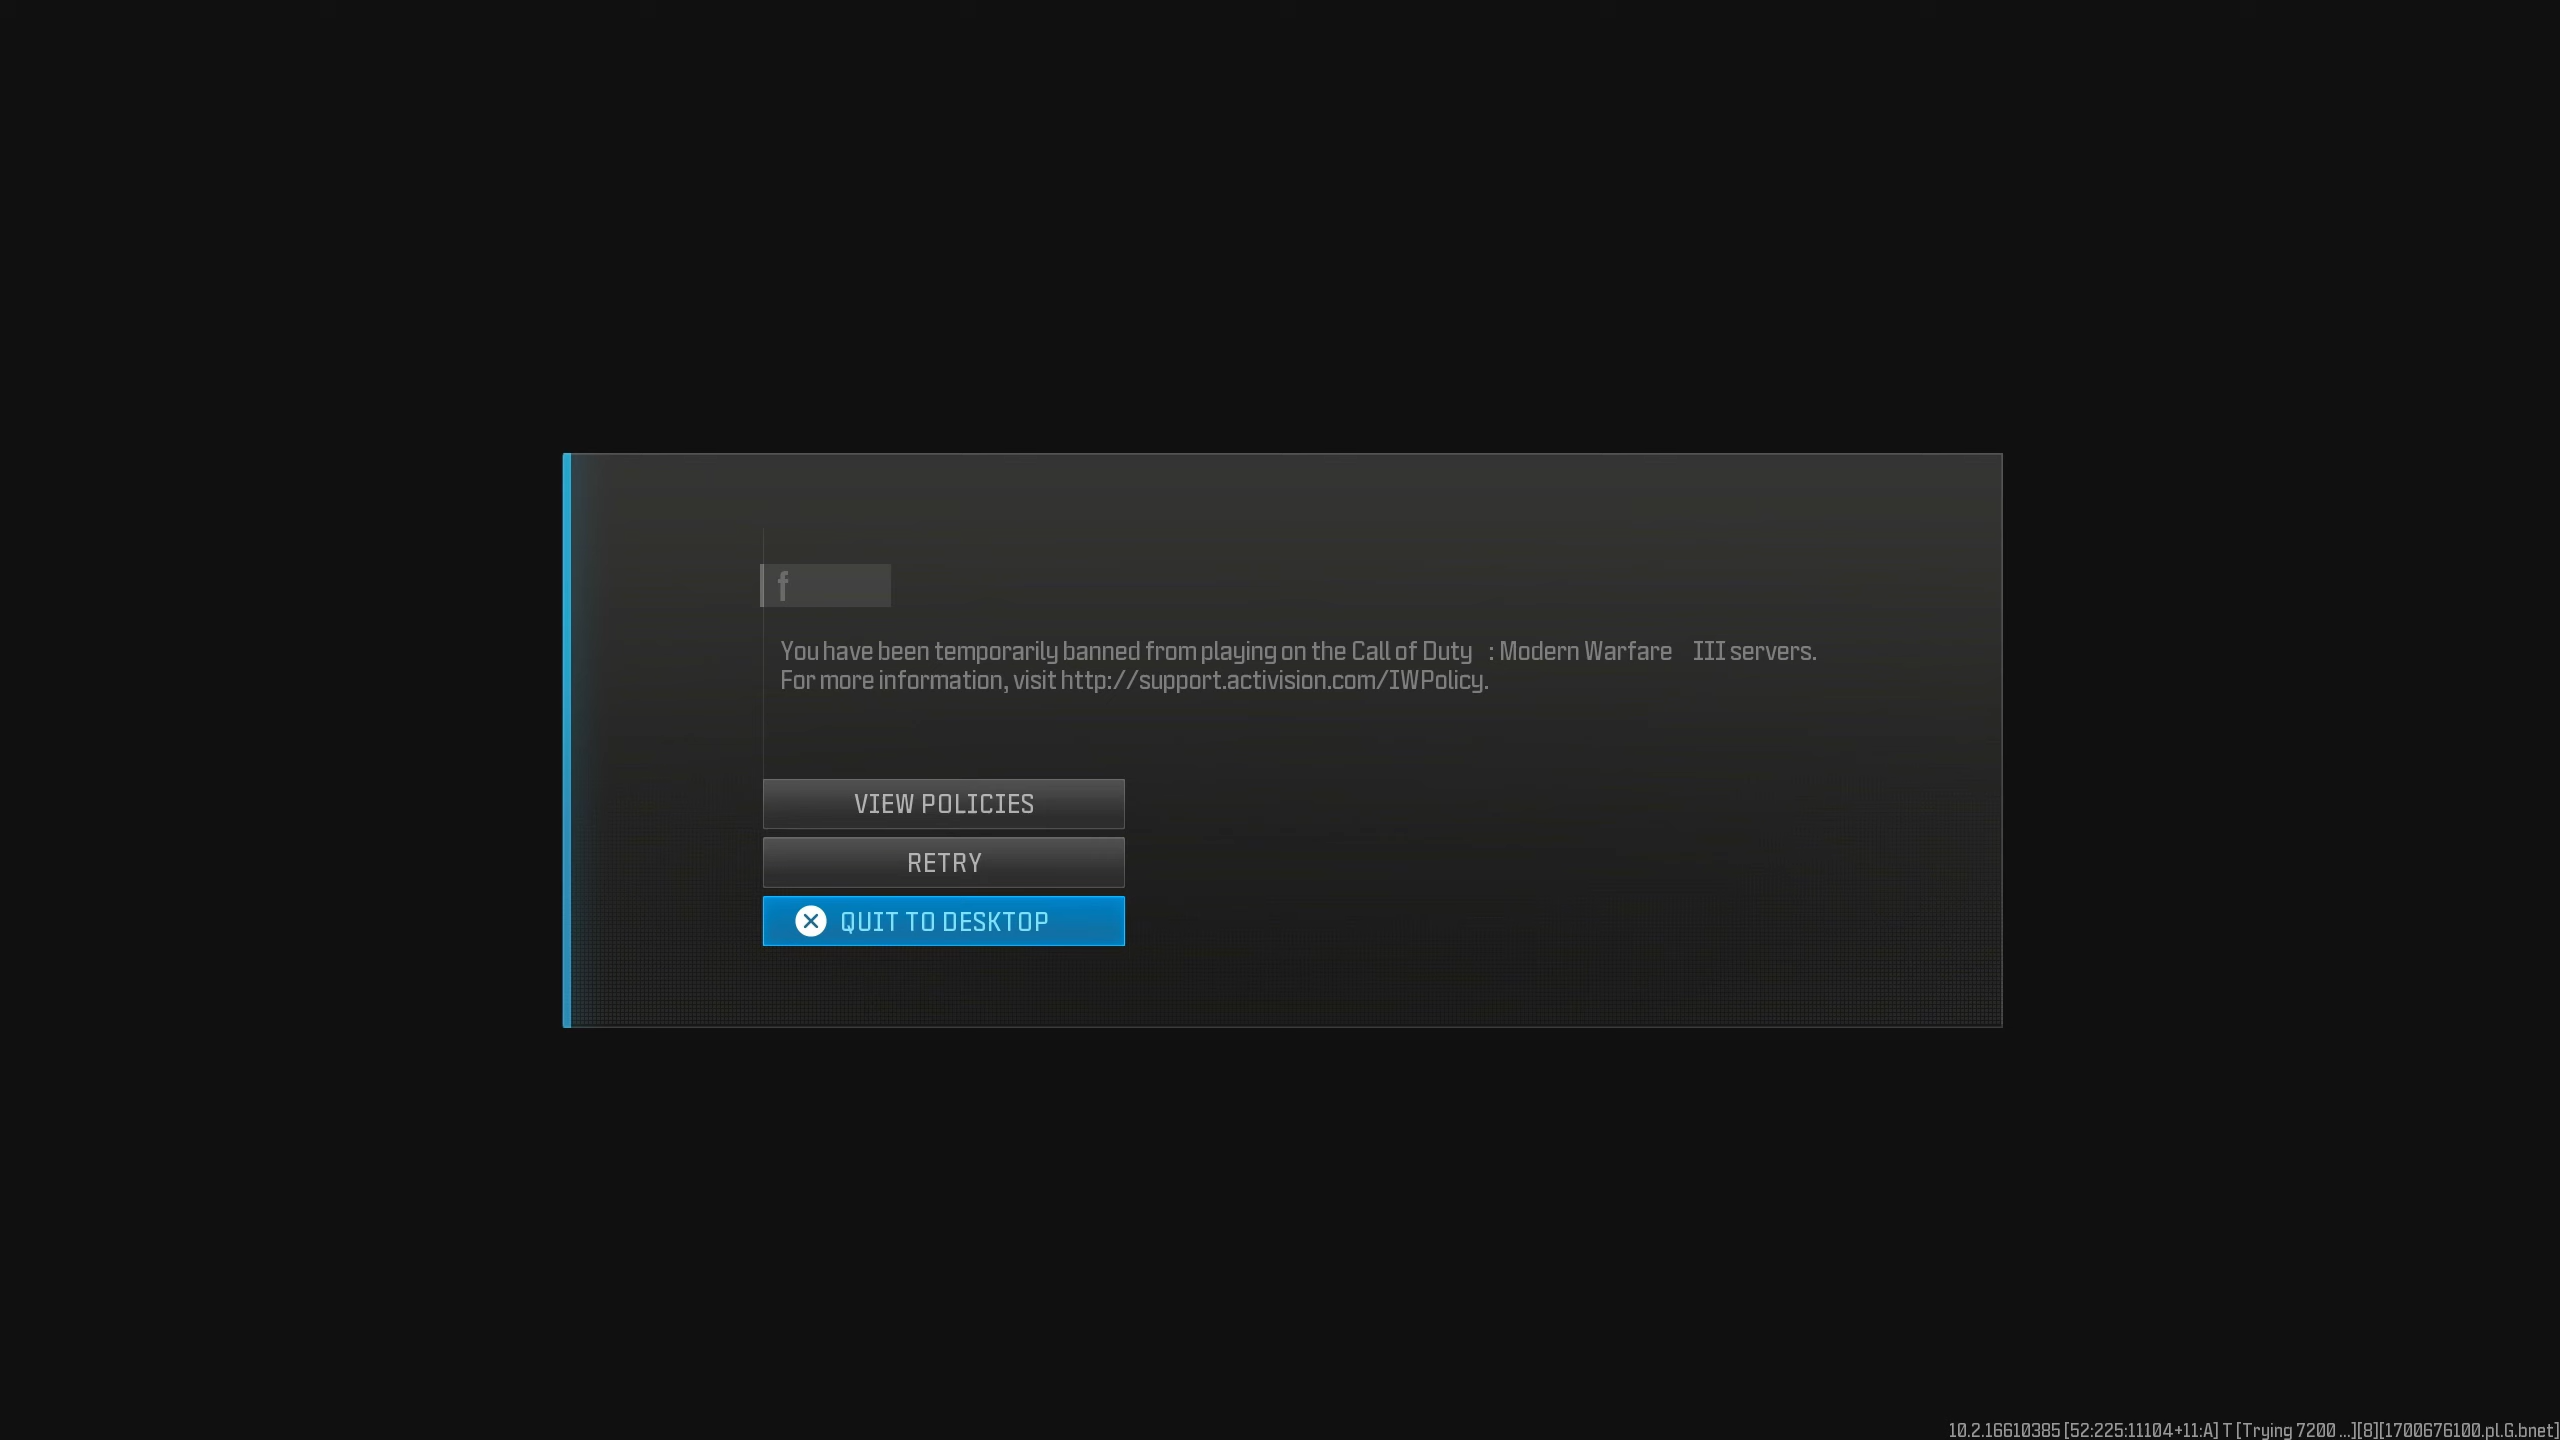 f
You have been temporarily banned from playing on the Call of Duty : Modern Warfare III servers.
For more information, visit http://support.activision.com/IWPolicy.
VIEW POLICIES
RETRY
QUIT TO DESKTOP
10.2.16610385 [52:225:11104+11:A] T [Trying 7200 ...][8][1700676100.pl.G.bnet]